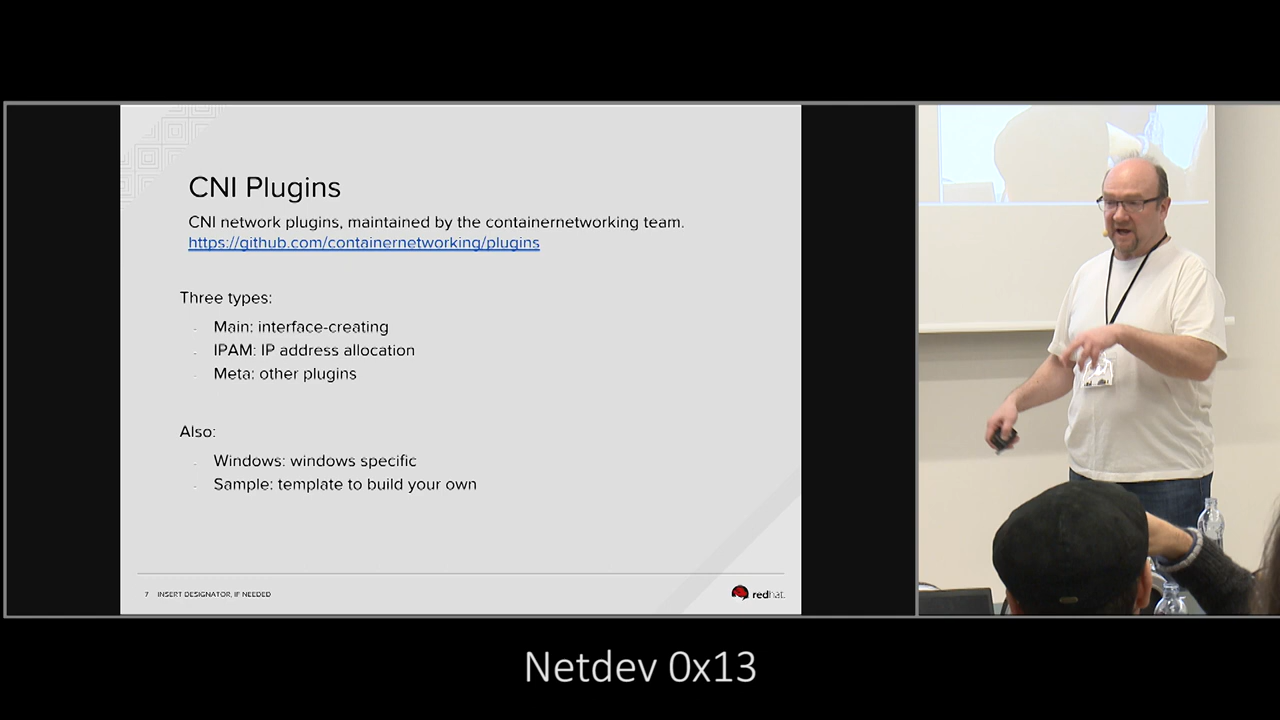 CNI Plugins
CNI network plugins, maintained by the containernetworking team.
https://github.com/containernetworking/plugins
Three types:
- Main: interface-creating
- IPAM: IP address allocation
- Meta: other plugins
Also:
- Windows: windows specific
- Sample: template to build your own
7 INSERT DESIGNATOR, IF NEEDED
redhat.
Netdev 0x13